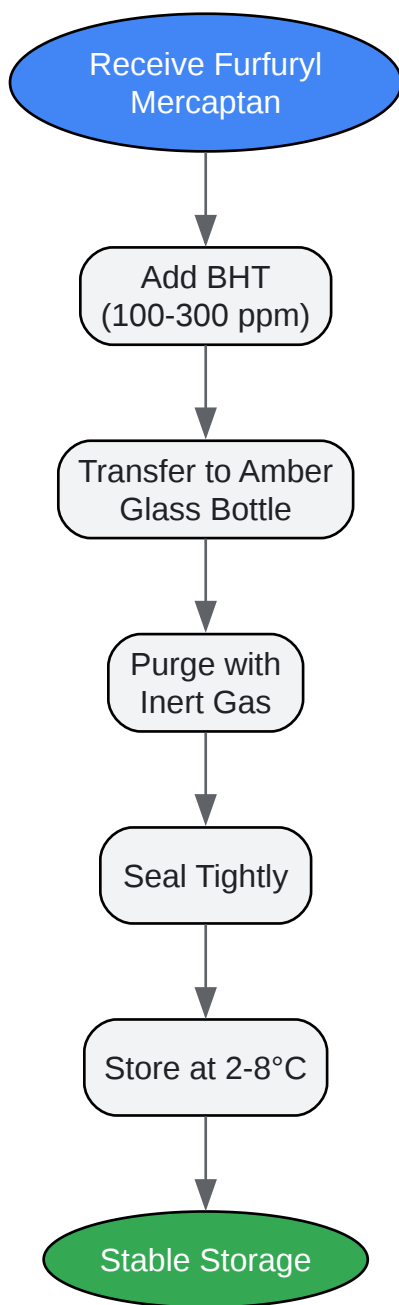 Receive Furfuryl
Mercaptan
Add BHT
(100-300 ppm)
Transfer to Amber
Glass Bottle
Purge with
Inert Gas
Seal Tightly
Store at 2-8°C
Stable Storage